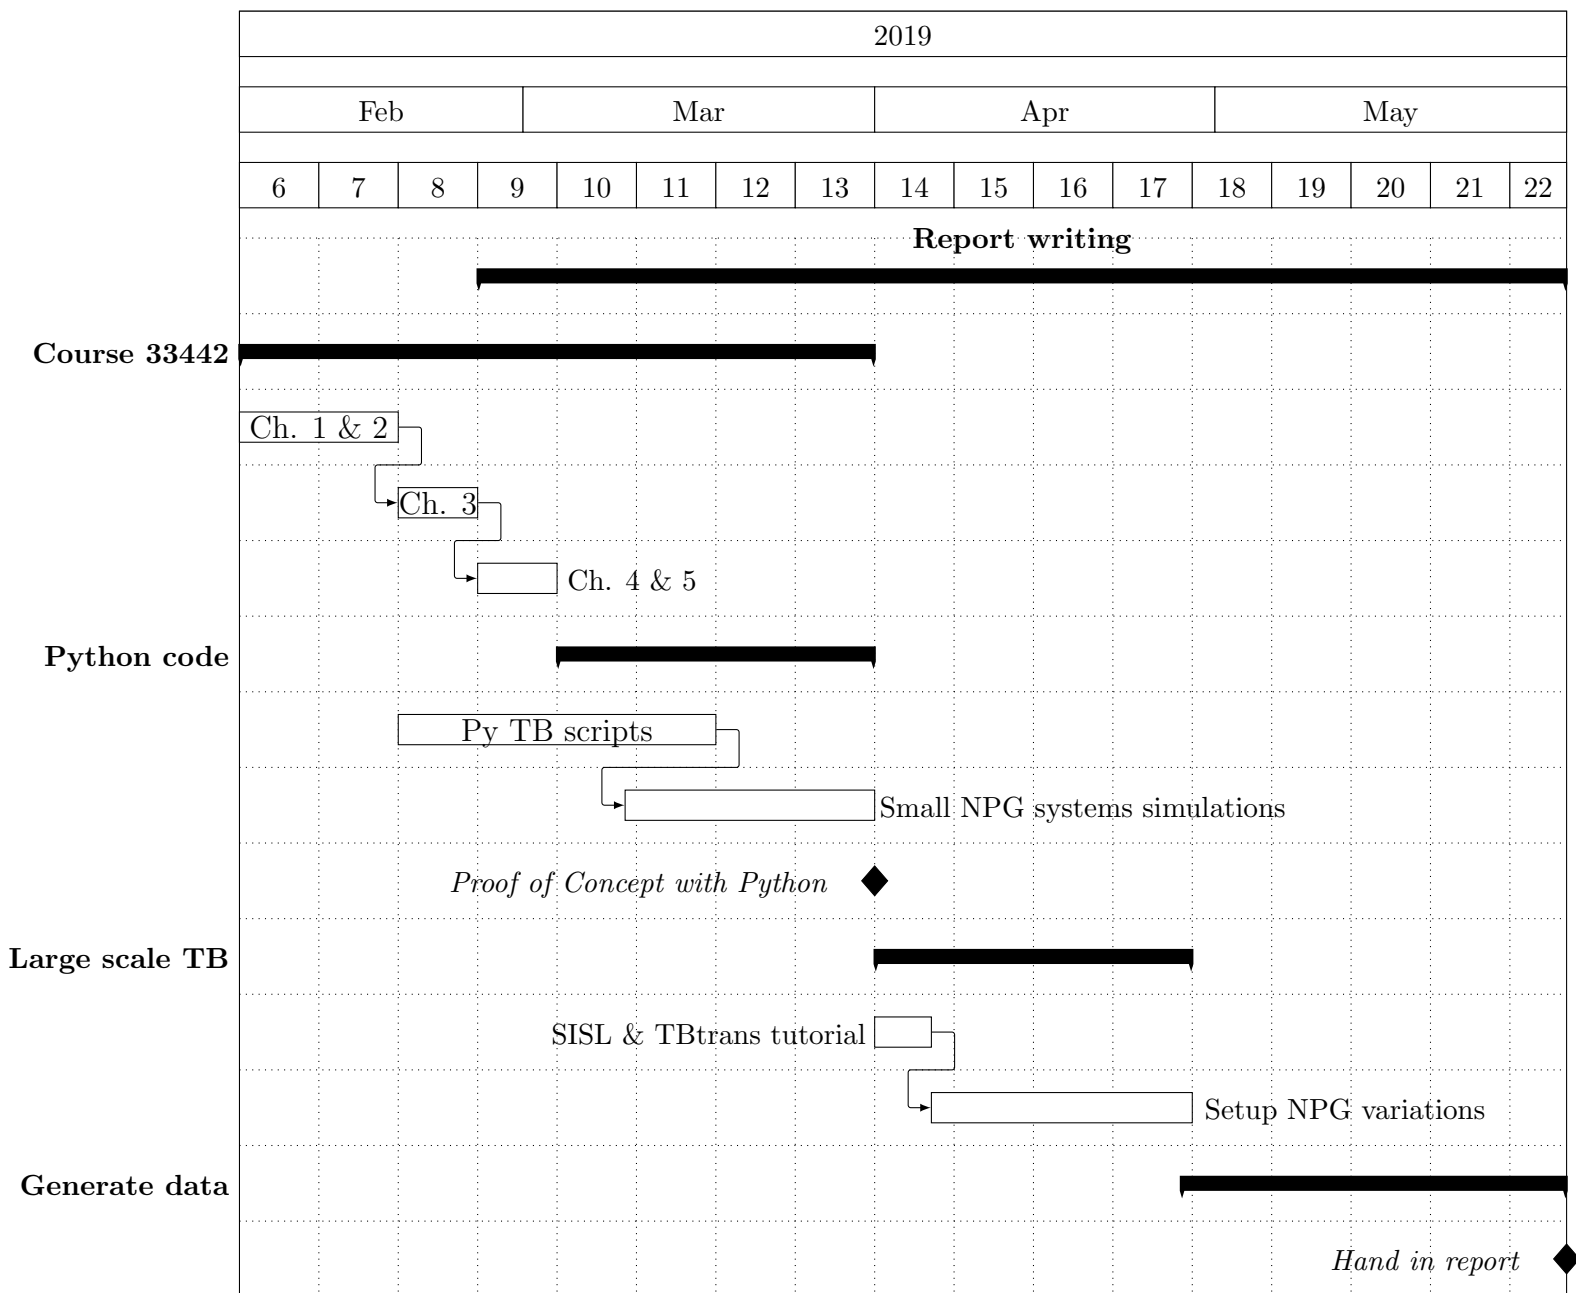 2019
Feb Mar Apr May
6 7 8 9 10 11 12 13 14 15 16 17 18 19 20 21 22
Report writing
Course 33442
Ch. 1 & 2
Ch. 3
Ch. 4 & 5
Python code
Py TB scripts
Small NPG systems simulations
Proof of Concept with Python
Large scale TB
SISL & TBtrans tutorial
Setup NPG variations
Generate data
Hand in report